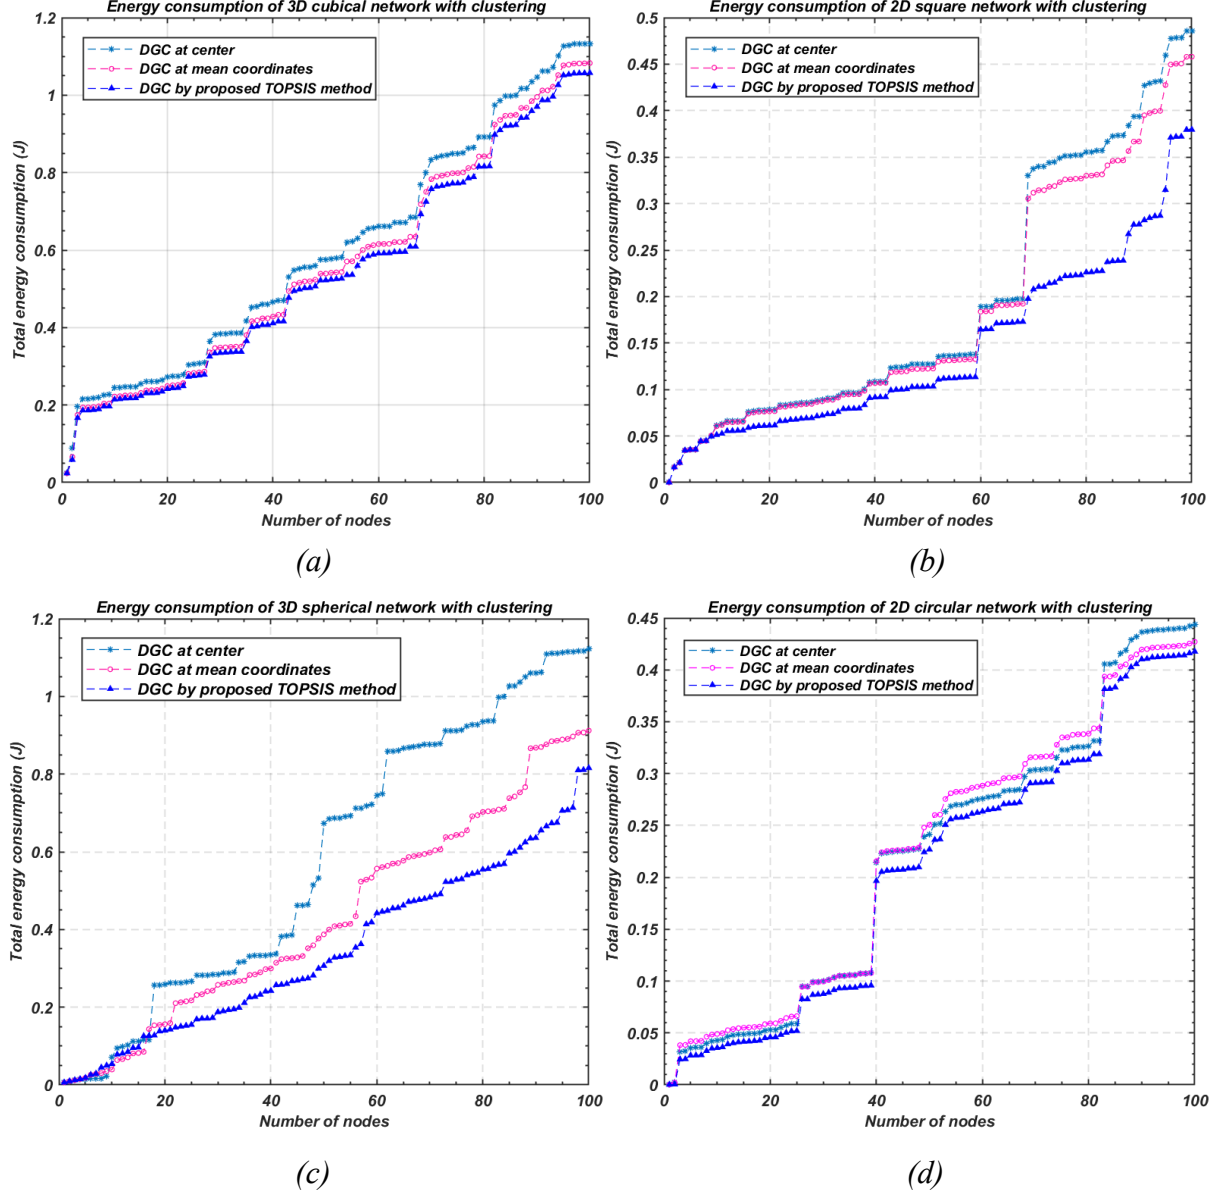 Energy consumption of 3D cubical network with clustering
DGC at center
DGC at mean coordinates
DGC by proposed TOPSIS method
Total energy consumption (J)
1.2
1
0.8
0.6
0.4
0.2
0
0 20 40 60 80 100
Number of nodes
(a)
Energy consumption of 2D square network with clustering
DGC at center
DGC at mean coordinates
DGC by proposed TOPSIS method
Total energy consumption (J)
0.5
0.45
0.4
0.35
0.3
0.25
0.2
0.15
0.1
0.05
0
0 20 40 60 80 100
Number of nodes
(b)
Energy consumption of 3D spherical network with clustering
DGC at center
DGC at mean coordinates
DGC by proposed TOPSIS method
Total energy consumption (J)
1.2
1
0.8
0.6
0.4
0.2
0
0 20 40 60 80 100
Number of nodes
(c)
Energy consumption of 2D circular network with clustering
DGC at center
DGC at mean coordinates
DGC by proposed TOPSIS method
Total energy consumption (J)
0.45
0.4
0.35
0.3
0.25
0.2
0.15
0.1
0.05
0
0 20 40 60 80 100
Number of nodes
(d)